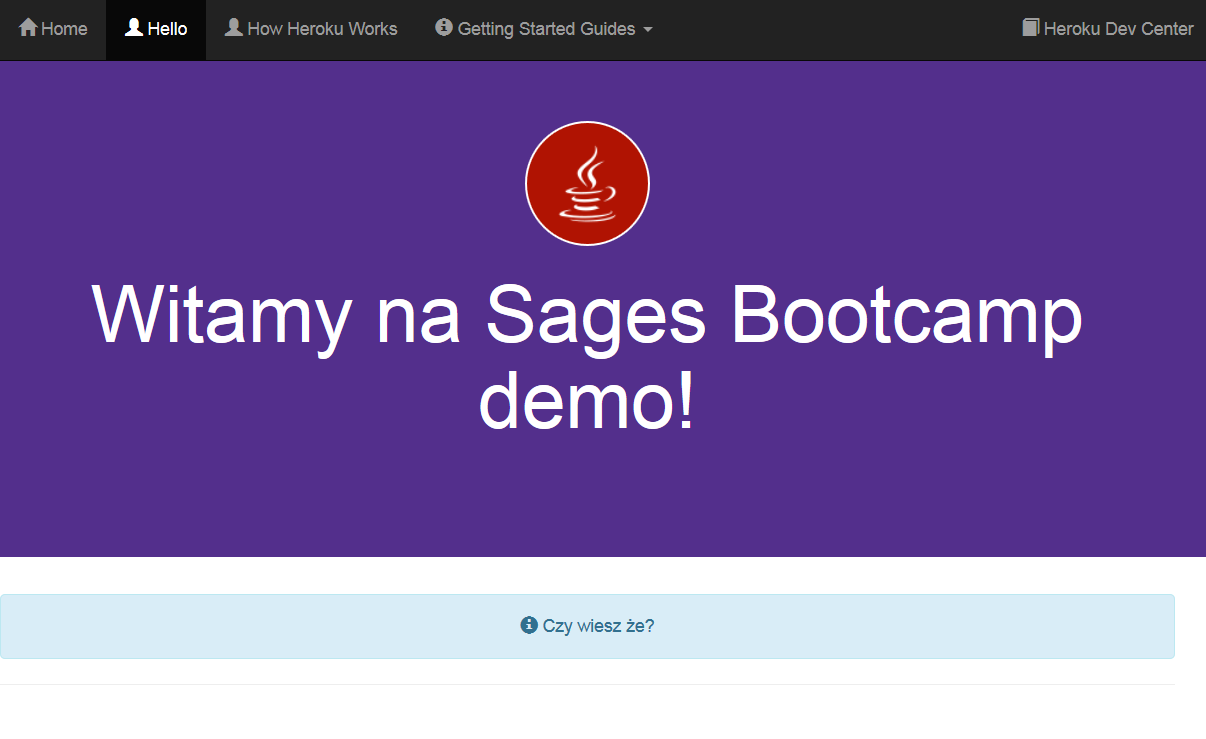 Home Hello How Heroku Works Getting Started Guides Heroku Dev Center
Witamy na Sages Bootcamp
demo!
Czy wiesz że?